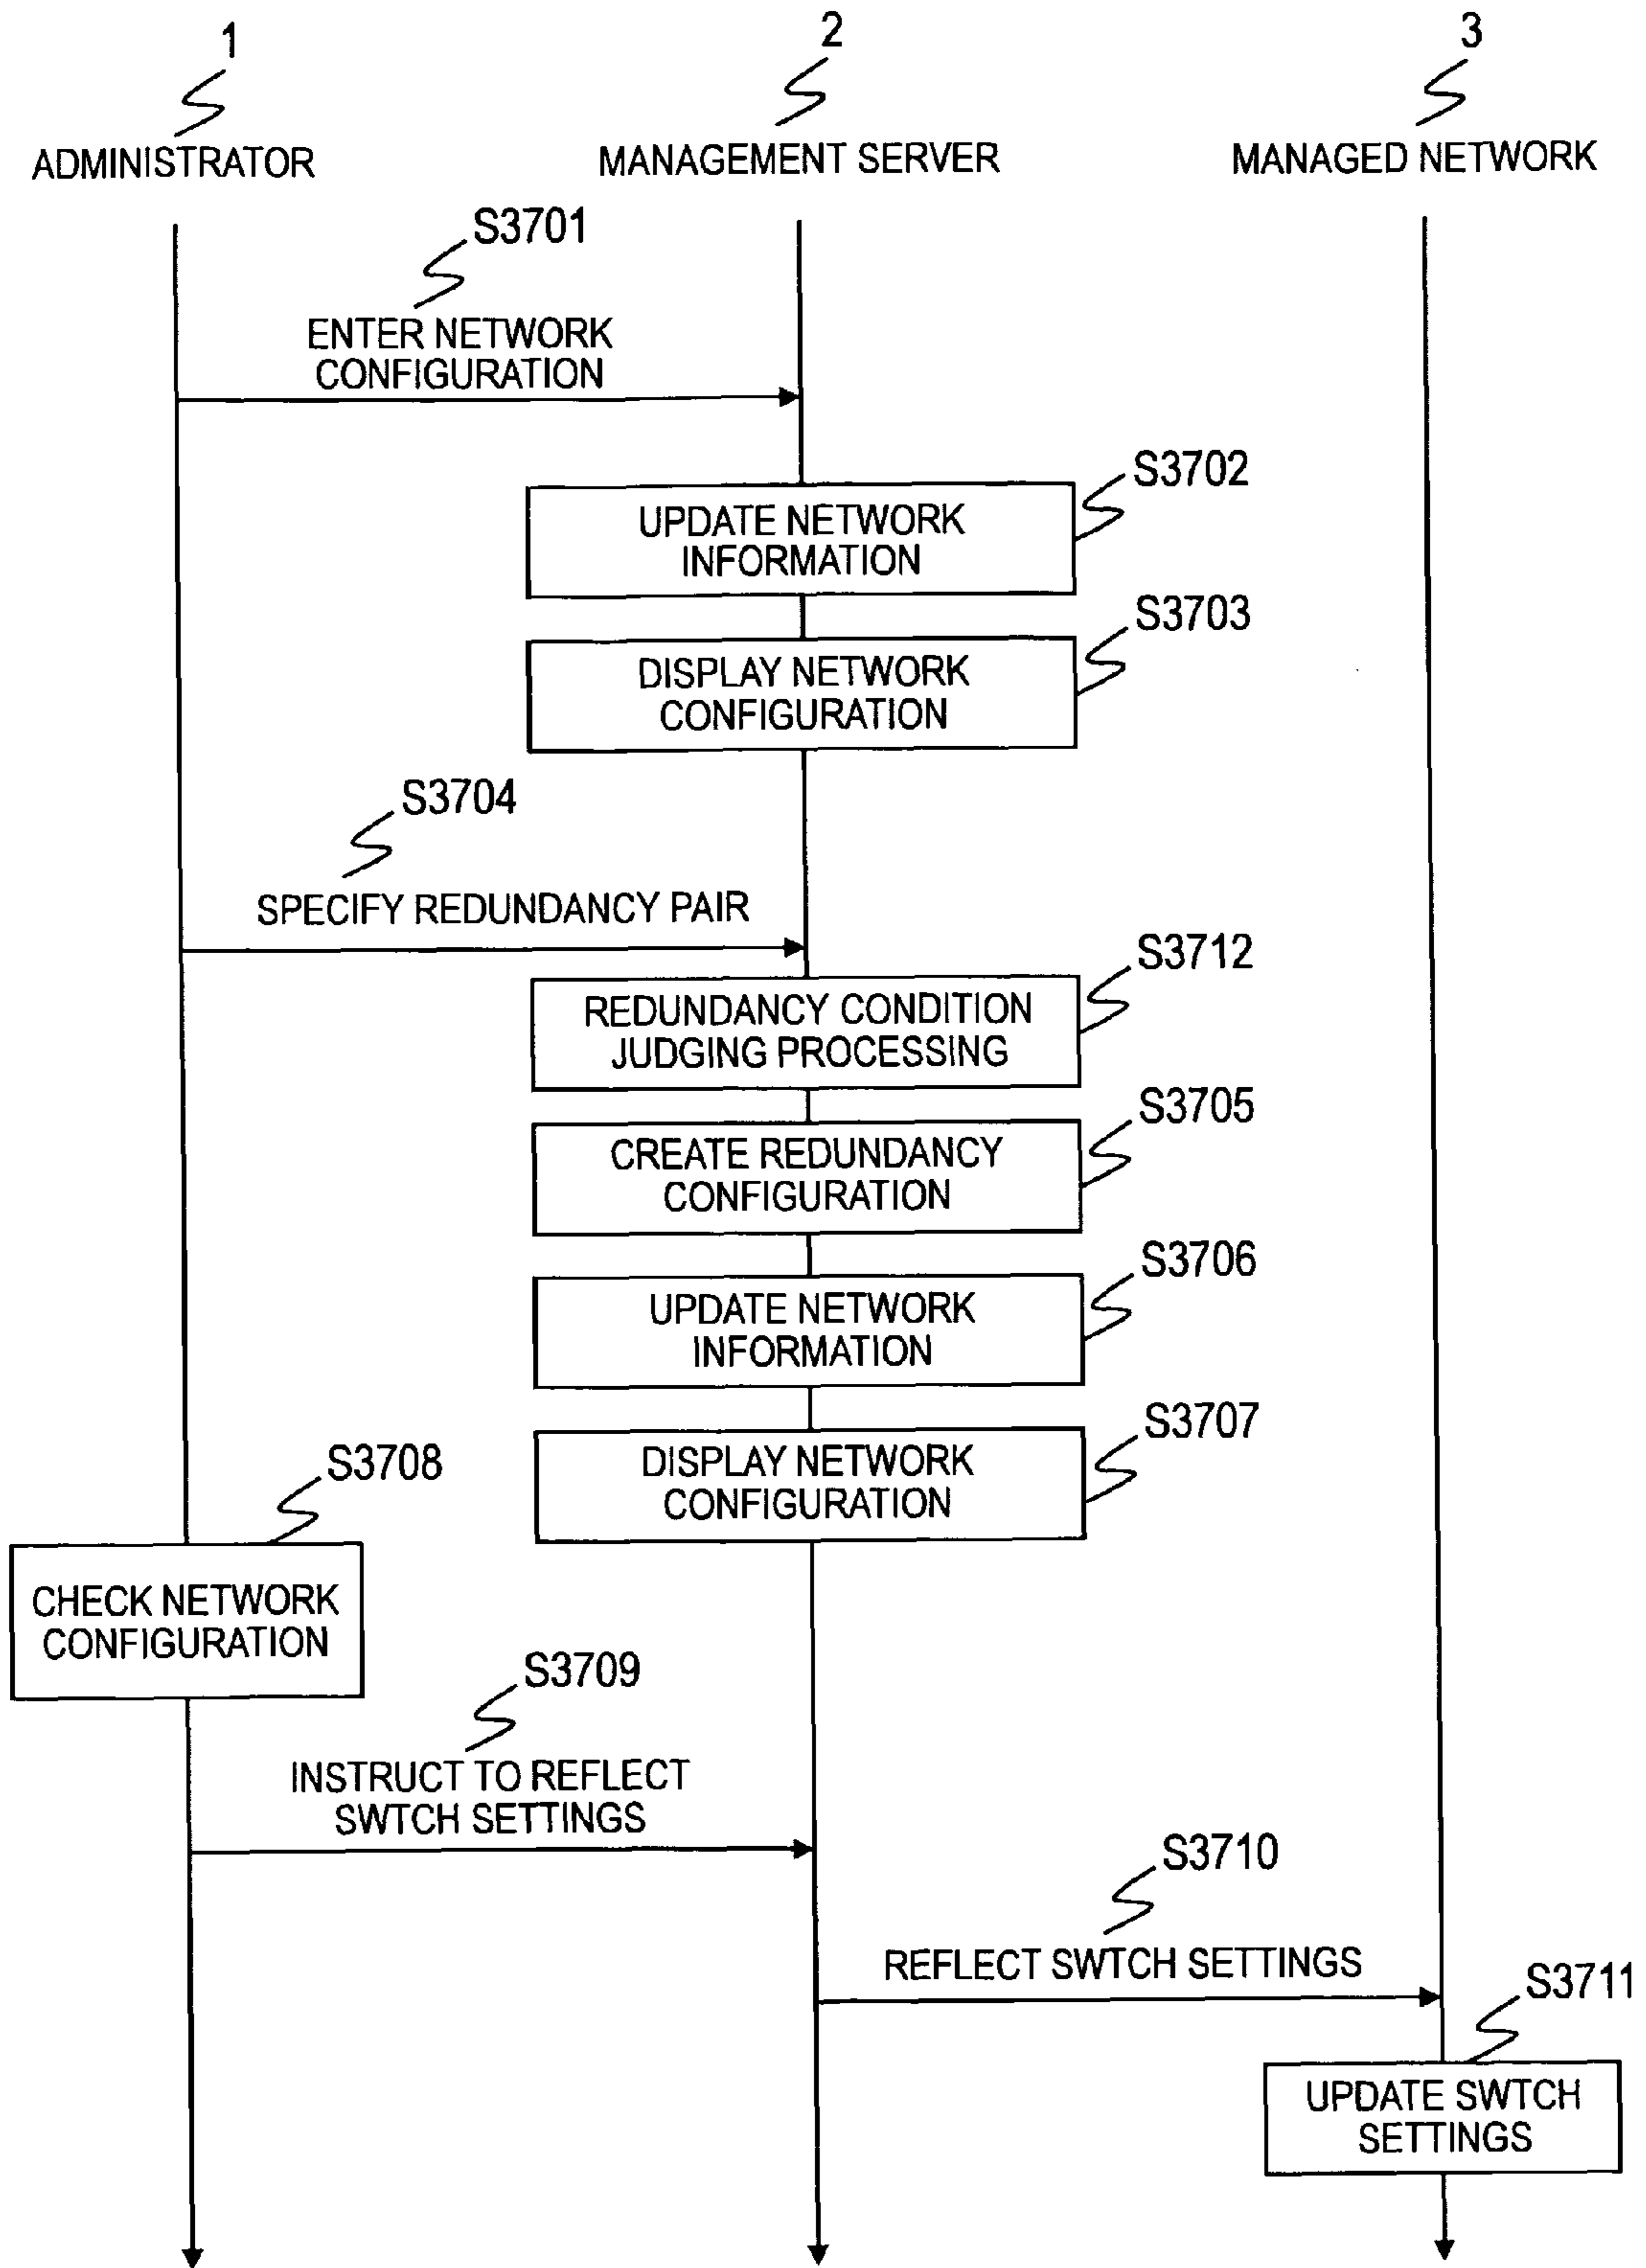 1
2
3
ADMINISTRATOR
MANAGEMENT SERVER
MANAGED NETWORK
S3701
ENTER NETWORK
CONFIGURATION
S3702
UPDATE NETWORK
INFORMATION
S3703
DISPLAY NETWORK
CONFIGURATION
S3704
SPECIFY REDUNDANCY PAIR
S3712
REDUNDANCY CONDITION
JUDGING PROCESSING
S3705
CREATE REDUNDANCY
CONFIGURATION
S3706
UPDATE NETWORK
INFORMATION
S3707
DISPLAY NETWORK
CONFIGURATION
S3708
CHECK NETWORK
CONFIGURATION
S3709
INSTRUCT TO REFLECT
SWTCH SETTINGS
S3710
REFLECT SWTCH SETTINGS
S3711
UPDATE SWTCH
SETTINGS